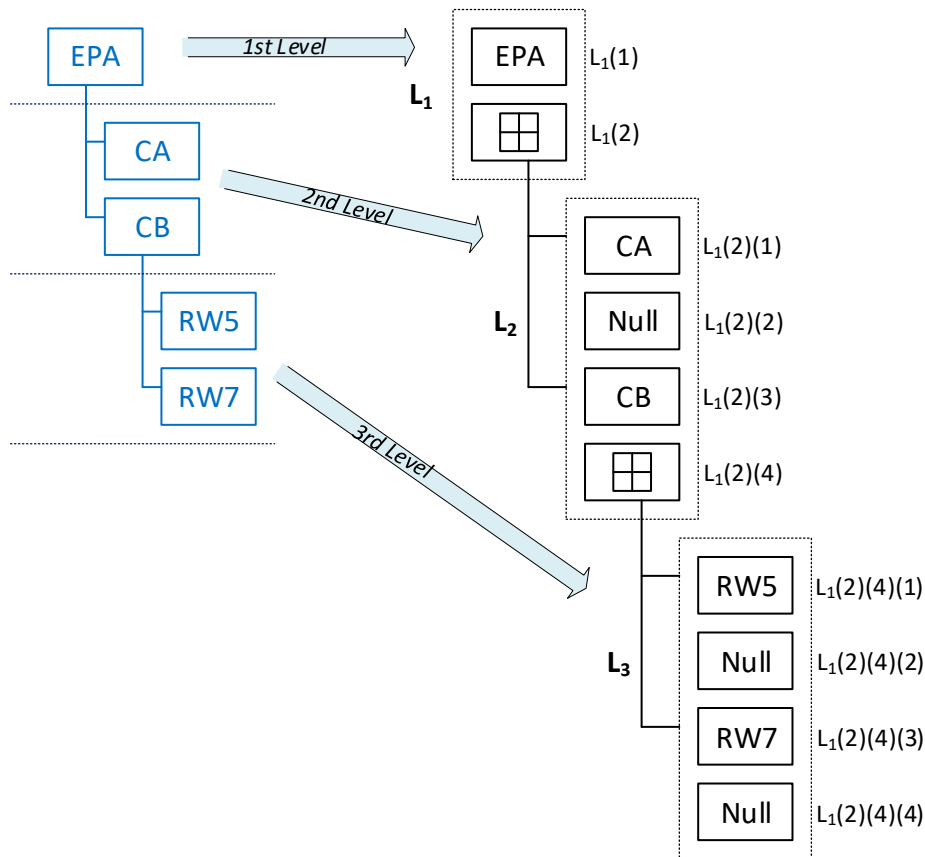 EPA
CA
CB
RW5
RW7
1st Level
2nd Level
3rd Level
L₁
EPA L₁(1)
L₁(2)
L₂
CA L₁(2)(1)
Null L₁(2)(2)
CB L₁(2)(3)
L₁(2)(4)
L₃
RW5 L₁(2)(4)(1)
Null L₁(2)(4)(2)
RW7 L₁(2)(4)(3)
Null L₁(2)(4)(4)